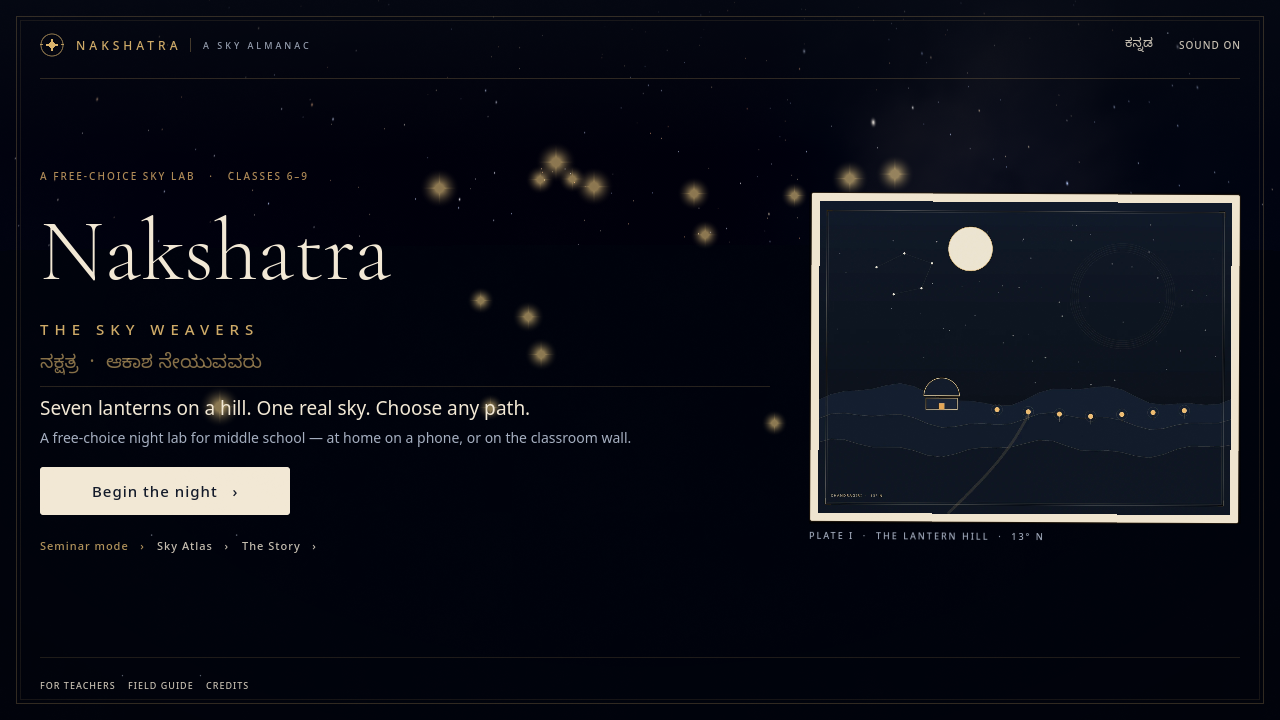 NAKSHATRA
A SKY ALMANAC
ಕನ್ನಡ
SOUND ON
A FREE-CHOICE SKY LAB · CLASSES 6–9
Nakshatra
THE SKY WEAVERS
ನಕ್ಷತ್ರ · ಆಕಾಶ ನೇಯುವವರು
Seven lanterns on a hill. One real sky. Choose any path.
A free-choice night lab for middle school — at home on a phone, or on the classroom wall.
Begin the night ›
Seminar mode › Sky Atlas › The Story ›
PLATE I · THE LANTERN HILL · 13° N
FOR TEACHERS FIELD GUIDE CREDITS